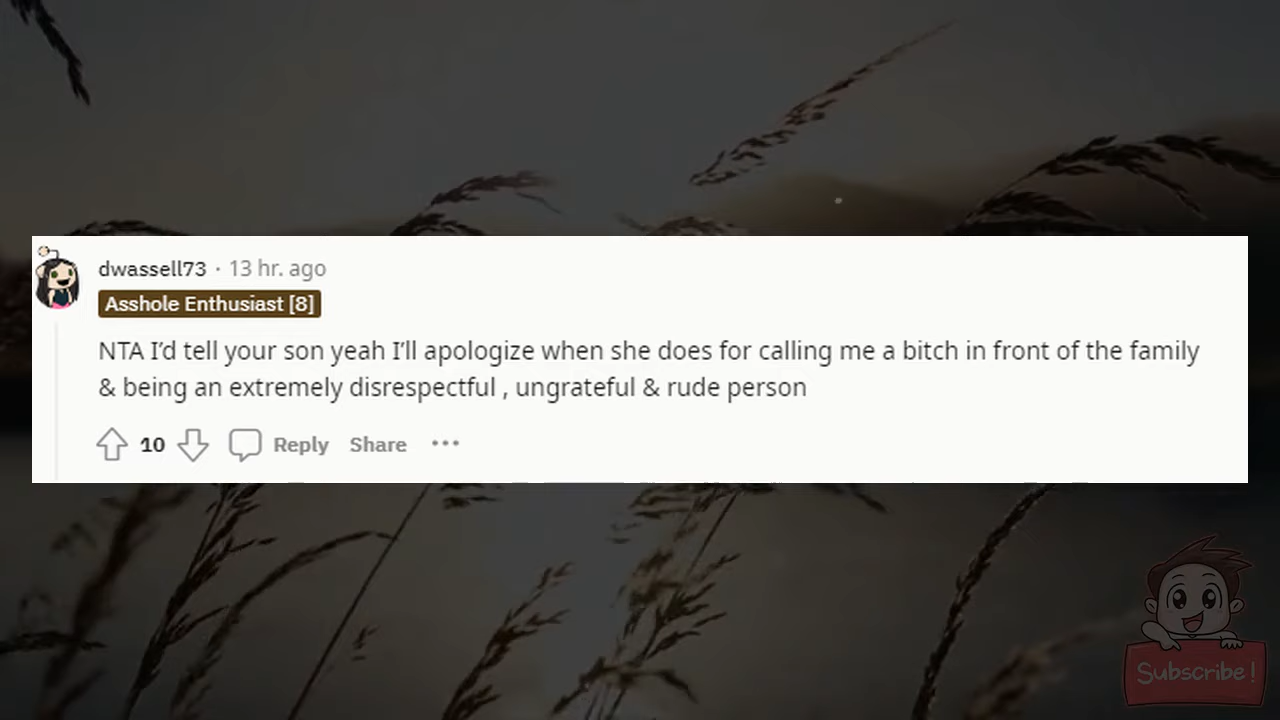 dwassell73 · 13 hr. ago
Asshole Enthusiast [8]
NTA I’d tell your son yeah I’ll apologize when she does for calling me a bitch in front of the family
& being an extremely disrespectful , ungrateful & rude person
10 Reply Share •••
Subscribe!